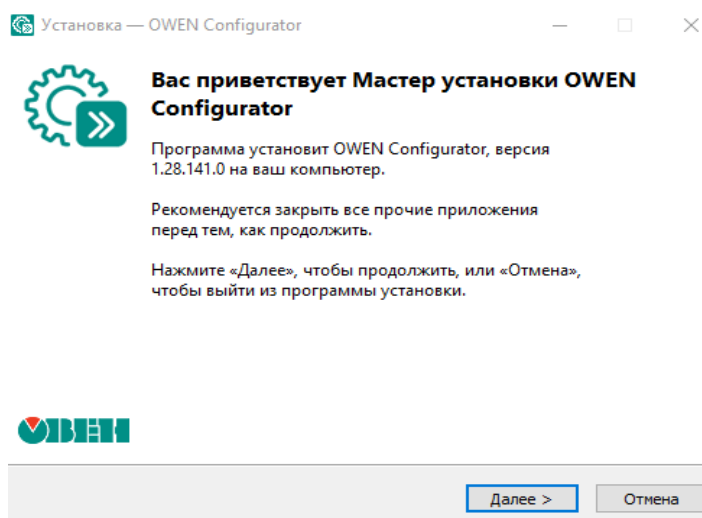 Установка — OWEN Configurator
Вас приветствует Мастер установки OWEN
Configurator
Программа установит OWEN Configurator, версия
1.28.141.0 на ваш компьютер.
Рекомендуется закрыть все прочие приложения
перед тем, как продолжить.
Нажмите «Далее», чтобы продолжить, или «Отмена»,
чтобы выйти из программы установки.
ОВЕН
Далее >
Отмена